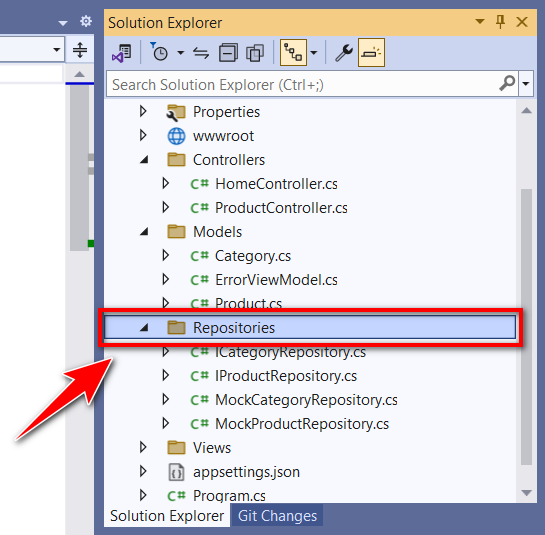 Solution Explorer
Search Solution Explorer (Ctrl+;)
Properties
wwwroot
Controllers
C# HomeController.cs
C# ProductController.cs
Models
C# Category.cs
C# ErrorViewModel.cs
C# Product.cs
Repositories
C# ICategoryRepository.cs
C# IProductRepository.cs
C# MockCategoryRepository.cs
C# MockProductRepository.cs
Views
appsettings.json
C# Program.cs
Solution Explorer Git Changes